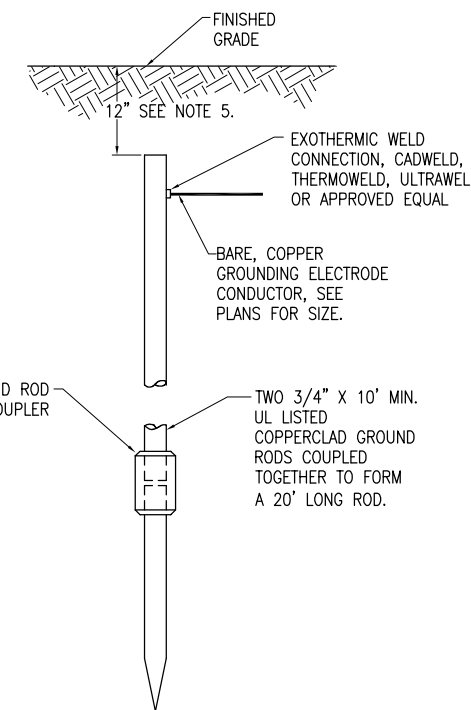 FINISHED
GRADE
12" SEE NOTE 5.
EXOTHERMIC WELD
CONNECTION, CADWELD,
THERMOWELD, ULTRAWEL
OR APPROVED EQUAL
BARE, COPPER
GROUNDING ELECTRODE
CONDUCTOR, SEE
PLANS FOR SIZE.
D ROD
OUPLER
TWO 3/4" X 10' MIN.
UL LISTED
COPPERCLAD GROUND
RODS COUPLED
TOGETHER TO FORM
A 20' LONG ROD.